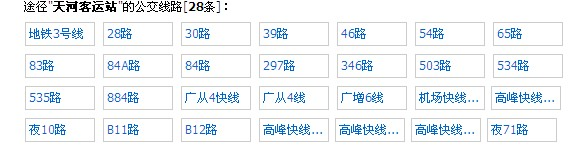 途径"天河客运站"的公交线路[28条]：
地铁3号线 28路 30路 39路 46路 54路 65路
83路 84A路 84路 297路 346路 503路 534路
535路 884路 广从4快线 广从4线 广增6线 机场快线... 高峰快线...
夜10路 B11路 B12路 高峰快线... 高峰快线... 高峰快线... 夜71路